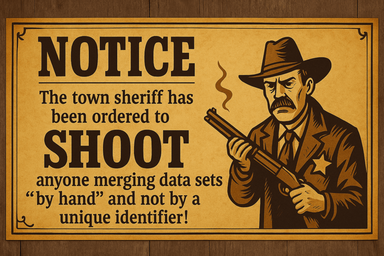 NOTICE
The town sheriff has
been ordered to
SHOOT
anyone merging data sets
“by hand” and not by a
unique identifier!